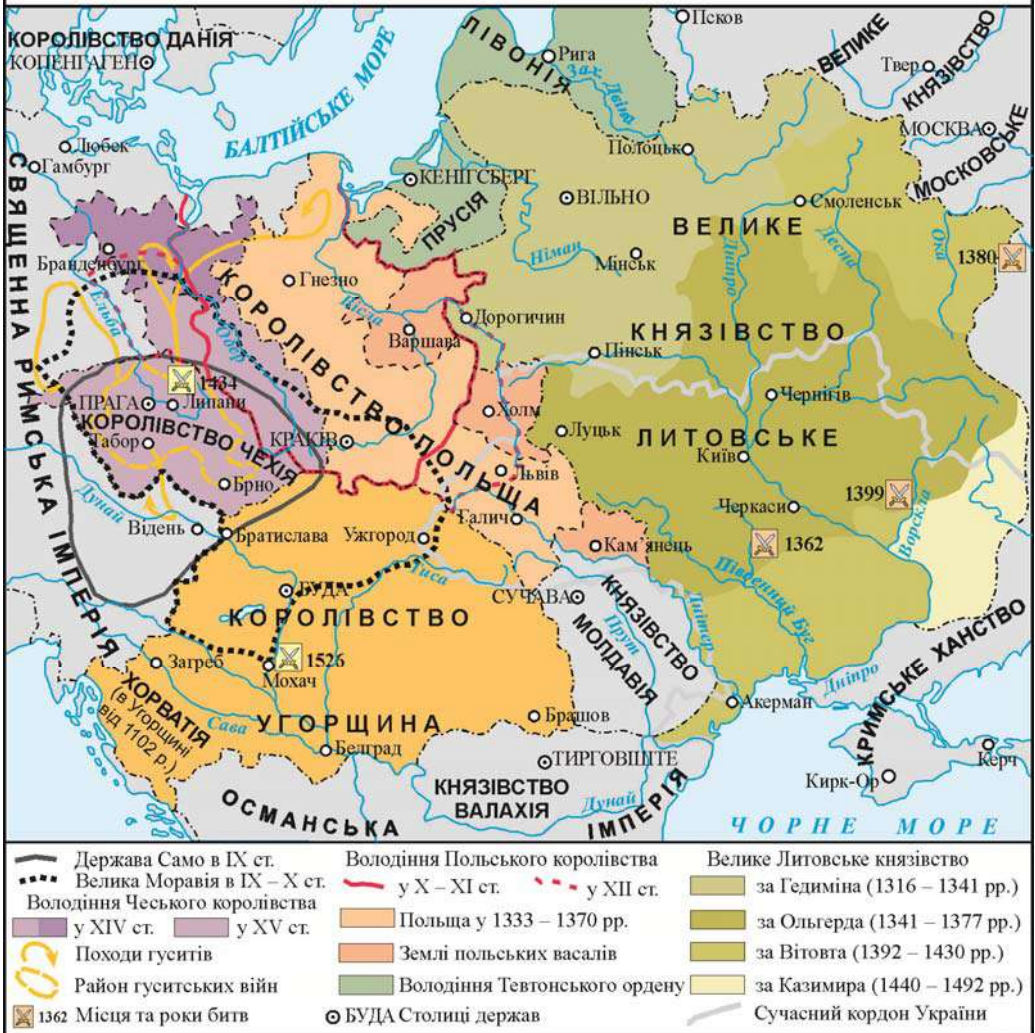 КОРОЛІВСТВО ДАНІЯ
КОПЕНГАГЕН
БАЛТІЙСЬКЕ МОРЕ
ЛІВОНІЯ
Рига
Зах. Двіна
Псков
ВЕЛИКЕ
КНЯЗІВСТВО
МОСКОВСЬКЕ
Твер
МОСКВА
Любек
Гамбург
СВЯЩЕННА РИМСЬКА ІМПЕРІЯ
КЕНІГСБЕРГ
ПРУСІЯ
ВІЛЬНО
Полоцьк
Смоленськ
ВЕЛИКЕ
Німан
Мінськ
Дніпро
Десна
Ока
1380
Бранденбург
Ельба
Одер
Гнезно
Вісла
Варшава
Дорогичин
КНЯЗІВСТВО
Пінськ
Чернігів
КОРОЛІВСТВО ПОЛЬЩА
1434
ПРАГА
Липани
КОРОЛІВСТВО ЧЕХІЯ
Табор
Брно
КРАКІВ
Холм
Луцьк
ЛИТОВСЬКЕ
Київ
Львів
Галич
Черкаси
1399
Ворскла
1362
Дунай
Відень
Братислава
Ужгород
Тиса
Кам’янець
Південний Буг
БУДА
КОРОЛІВСТВО
СУЧАВА
Прут
КНЯЗІВСТВО
МОЛДАВІЯ
Дністер
Дніпро
КРИМСЬКЕ ХАНСТВО
Загреб
1526
Мохач
ХОРВАТІЯ
(в Угорщині
від 1102 р.)
Сава
УГОРЩИНА
Брашов
Акерман
Белград
ТИРГОВІШТЕ
Кирк-Ор
Керч
КНЯЗІВСТВО
ВАЛАХІЯ
Дунай
ОСМАНСЬКА ІМПЕРІЯ
ЧОРНЕ МОРЕ
Держава Само в ІХ ст.
Велика Моравія в ІХ – Х ст.
Володіння Чеського королівства
у XIV ст.
у XV ст.
Походи гуситів
Район гуситських війн
1362 Місця та роки битв
Володіння Польського королівства
у Х – ХІ ст.
у ХІІ ст.
Польща у 1333 – 1370 рр.
Землі польських васалів
Володіння Тевтонського ордену
БУДА Столиці держав
Велике Литовське князівство
за Гедиміна (1316 – 1341 рр.)
за Ольгерда (1341 – 1377 рр.)
за Вітовта (1392 – 1430 рр.)
за Казимира (1440 – 1492 рр.)
Сучасний кордон України